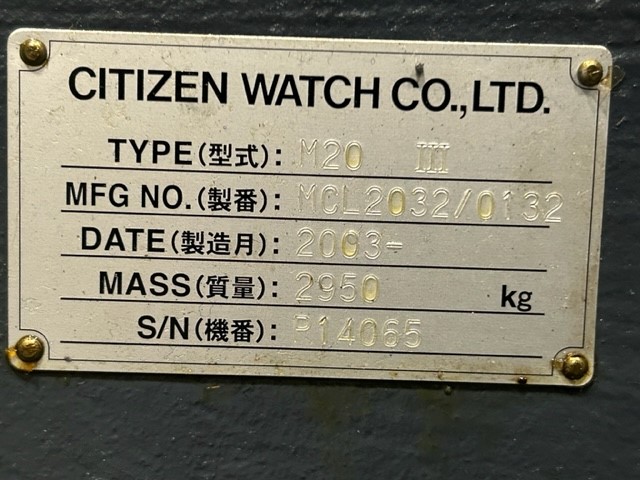 CITIZEN WATCH CO.,LTD.
TYPE(型式): M20 III
MFG NO.(製番): MCL2032/0132
DATE(製造月): 2003-
MASS(質量): 2950 kg
S/N(機番): P14065